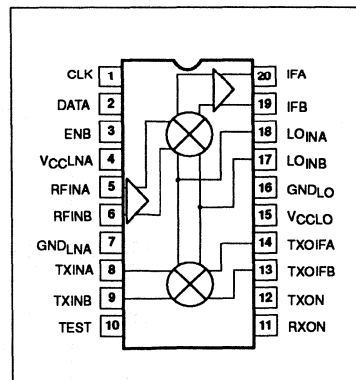 CLK 1 20 IFA
DATA 2 19 IFB
ENB 3 18 LOINA
VCCLNA 4 17 LOINB
RFINA 5 16 GNDLO
RFINB 6 15 VCCLO
GNDLNA 7 14 TXOIFA
TXINA 8 13 TXOIFB
TXINB 9 12 TXON
TEST 10 11 RXON